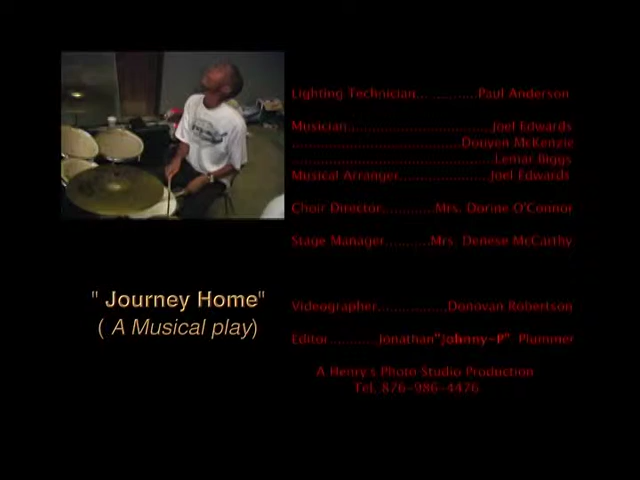 Lighting Technician... ...........Paul Anderson
Musician....................................Joel Edwards
...........................................Douyen McKenzie
...................................................Lemar Biggs
Musical Arranger......................Joel Edwards
Choir Director............Mrs. Dorine O'Connor
Stage Manager..........Mrs. Denese McCarthy
" Journey Home"
( A Musical play)
Videographer.................Donovan Robertson
Editor............Jonathan"Johnny-P" Plummer
A Henry's Photo Studio Production
Tel. 876-986-4476